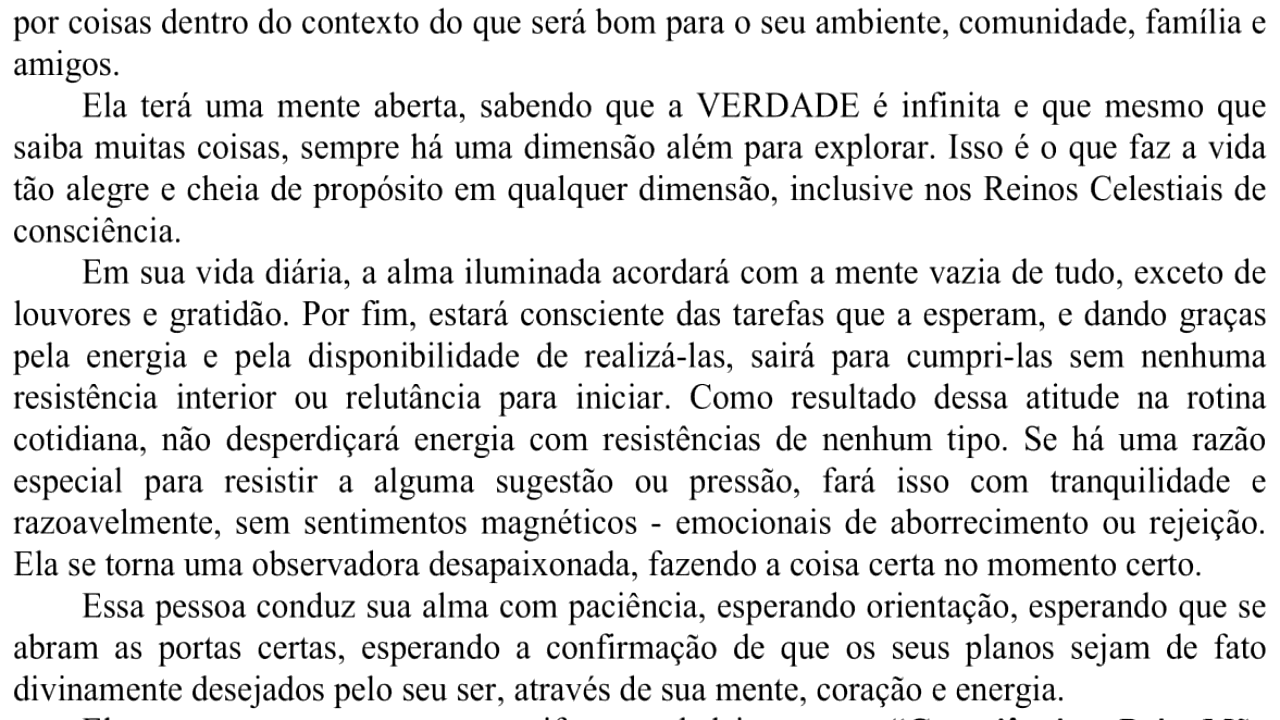 por coisas dentro do contexto do que será bom para o seu ambiente, comunidade, família e
amigos.
Ela terá uma mente aberta, sabendo que a VERDADE é infinita e que mesmo que
saiba muitas coisas, sempre há uma dimensão além para explorar. Isso é o que faz a vida
tão alegre e cheia de propósito em qualquer dimensão, inclusive nos Reinos Celestiais de
consciência.
Em sua vida diária, a alma iluminada acordará com a mente vazia de tudo, exceto de
louvores e gratidão. Por fim, estará consciente das tarefas que a esperam, e dando graças
pela energia e pela disponibilidade de realizá-las, sairá para cumpri-las sem nenhuma
resistência interior ou relutância para iniciar. Como resultado dessa atitude na rotina
cotidiana, não desperdiçará energia com resistências de nenhum tipo. Se há uma razão
especial para resistir a alguma sugestão ou pressão, fará isso com tranquilidade e
razoavelmente, sem sentimentos magnéticos - emocionais de aborrecimento ou rejeição.
Ela se torna uma observadora desapaixonada, fazendo a coisa certa no momento certo.
Essa pessoa conduz sua alma com paciência, esperando orientação, esperando que se
abram as portas certas, esperando a confirmação de que os seus planos sejam de fato
divinamente desejados pelo seu ser, através de sua mente, coração e energia.